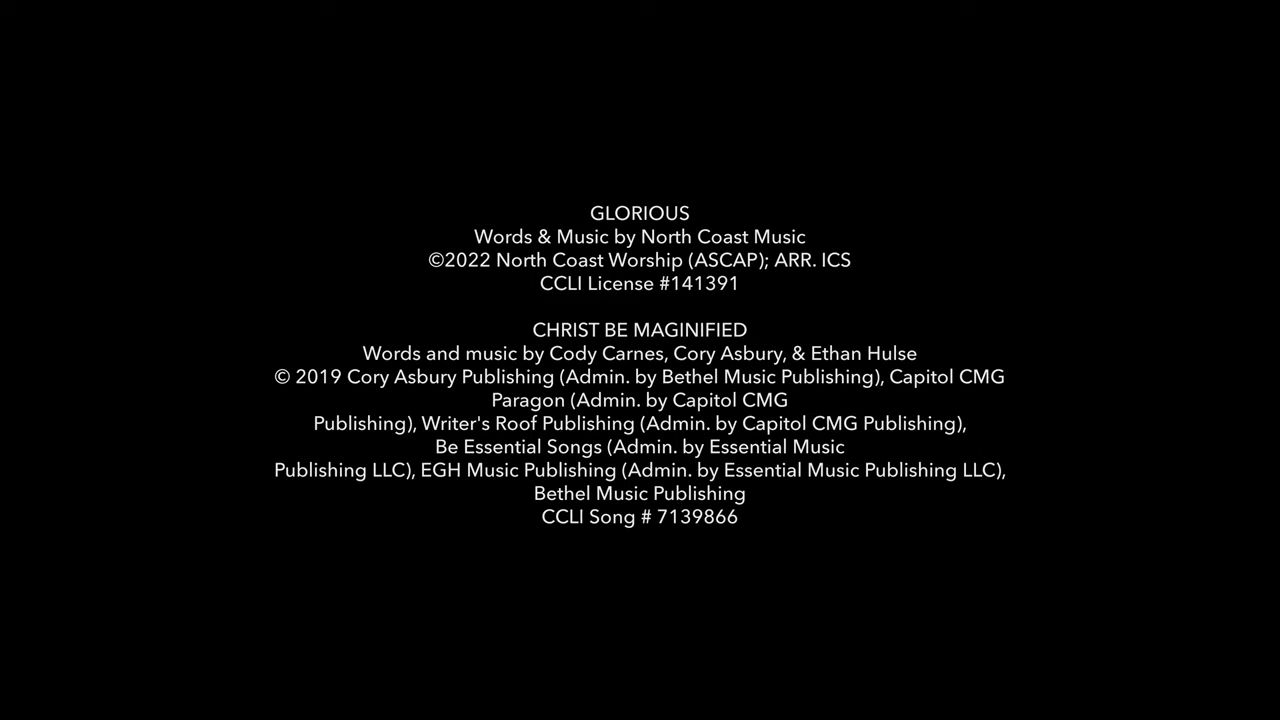 GLORIOUS
Words & Music by North Coast Music
©2022 North Coast Worship (ASCAP); ARR. ICS
CCLI License #141391
CHRIST BE MAGINIFIED
Words and music by Cody Carnes, Cory Asbury, & Ethan Hulse
© 2019 Cory Asbury Publishing (Admin. by Bethel Music Publishing), Capitol CMG
Paragon (Admin. by Capitol CMG
Publishing), Writer's Roof Publishing (Admin. by Capitol CMG Publishing),
Be Essential Songs (Admin. by Essential Music
Publishing LLC), EGH Music Publishing (Admin. by Essential Music Publishing LLC),
Bethel Music Publishing
CCLI Song # 7139866